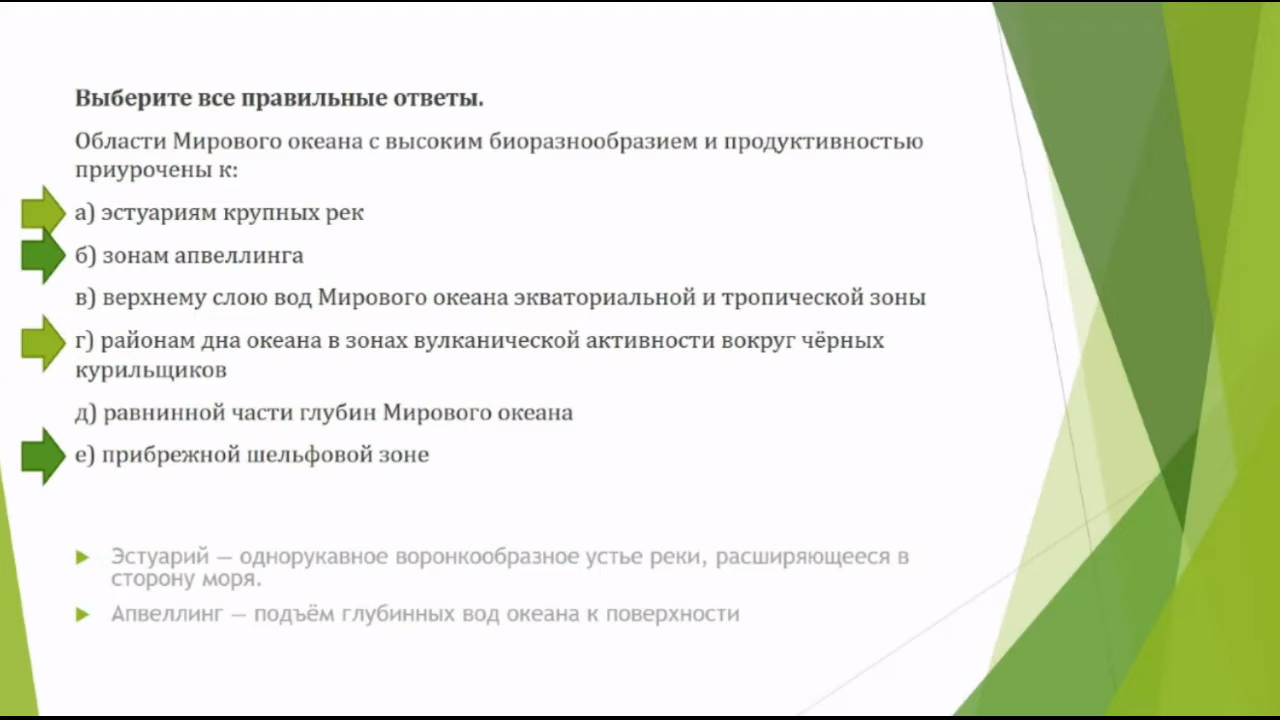 Выберите все правильные ответы.
Области Мирового океана с высоким биоразнообразием и продуктивностью
приурочены к:
а) эстуариям крупных рек
б) зонам апвеллинга
в) верхнему слою вод Мирового океана экваториальной и тропической зоны
г) районам дна океана в зонах вулканической активности вокруг чёрных
курильщиков
д) равнинной части глубин Мирового океана
е) прибрежной шельфовой зоне
Эстуарий — однорукавное воронкообразное устье реки, расширяющееся в
сторону моря.
Апвеллинг — подъём глубинных вод океана к поверхности